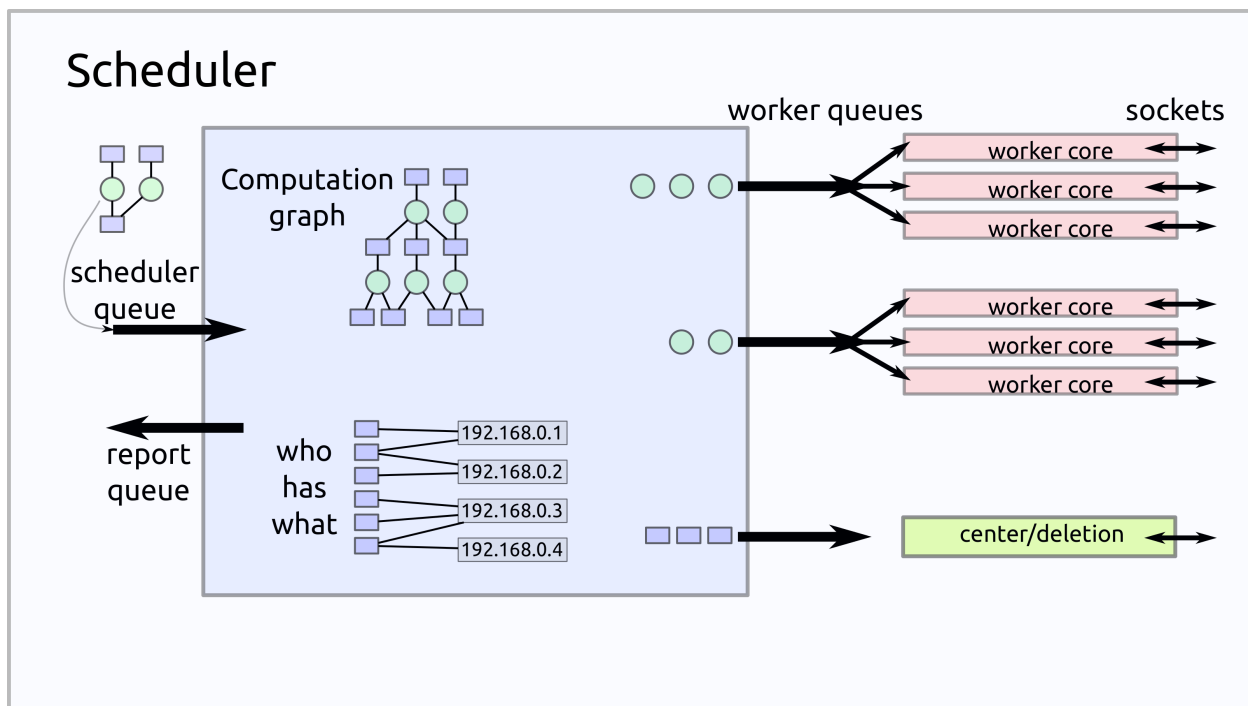 Scheduler
worker queues
sockets
worker core
worker core
worker core
Computation
graph
scheduler
queue
worker core
worker core
worker core
report
queue
who
has
what
192.168.0.1
192.168.0.2
192.168.0.3
192.168.0.4
center/deletion